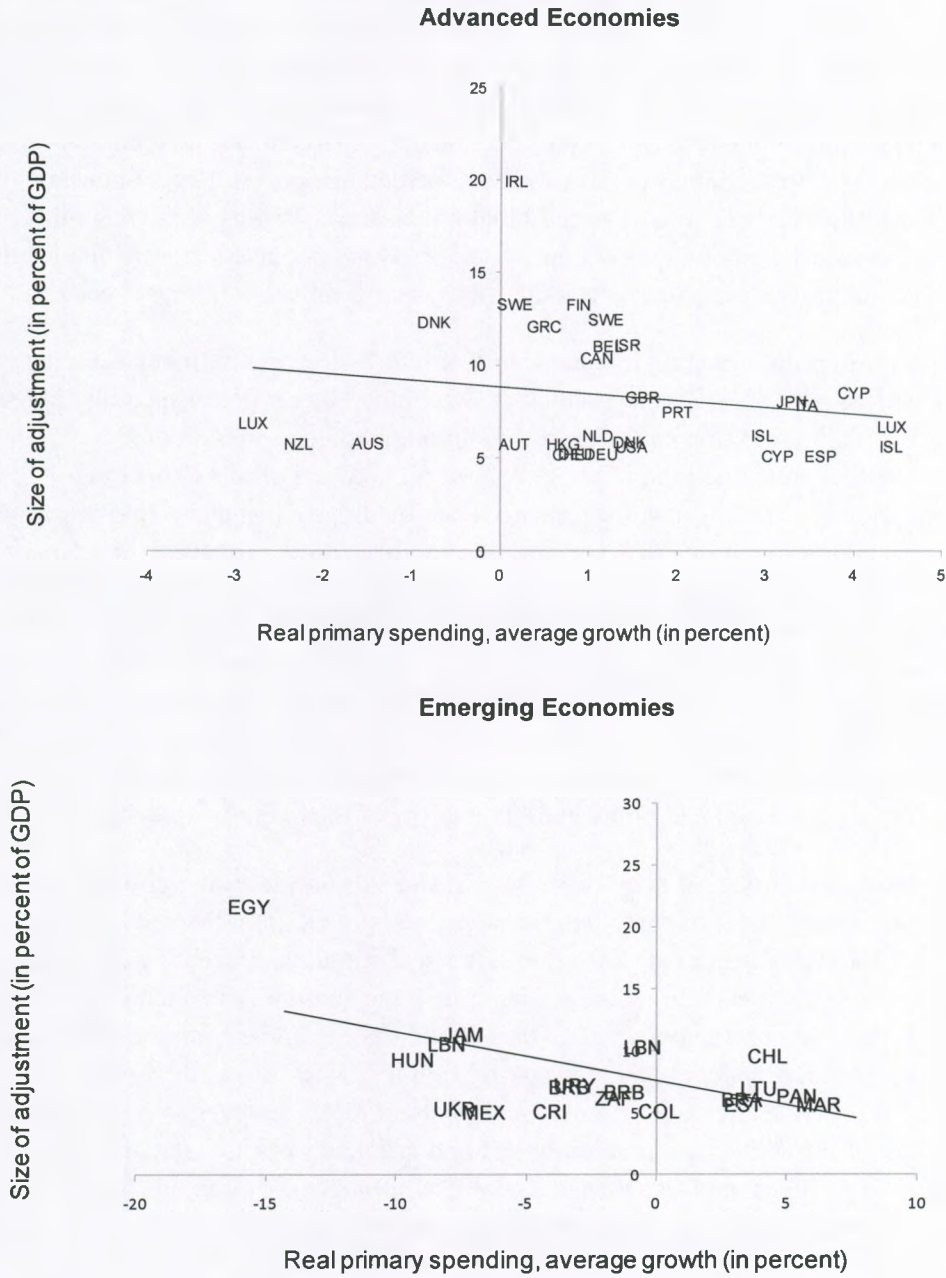 Advanced Economies
Size of adjustment (in percent of GDP)
25
20
IRL
15
SWE
FIN
DNK
GRC
SWE
BEL
ISR
CAN
10
GBR
PRT
JPN
ITA
CYP
LUX
LUX
NZL
AUS
AUT
HKG
NLD
DNK
USA
DEU
ISL
ISL
CYP
ESP
5
0
-4 -3 -2 -1 0 1 2 3 4 5
Real primary spending, average growth (in percent)
Emerging Economies
Size of adjustment (in percent of GDP)
30
25
EGY
20
15
JAM
LBN
HUN
10
CHL
URY
BRB
ZAF
LTU
PAN
MAR
EST
UKR
MEX
CRI
COL
5
0
-20 -15 -10 -5 0 5 10
Real primary spending, average growth (in percent)